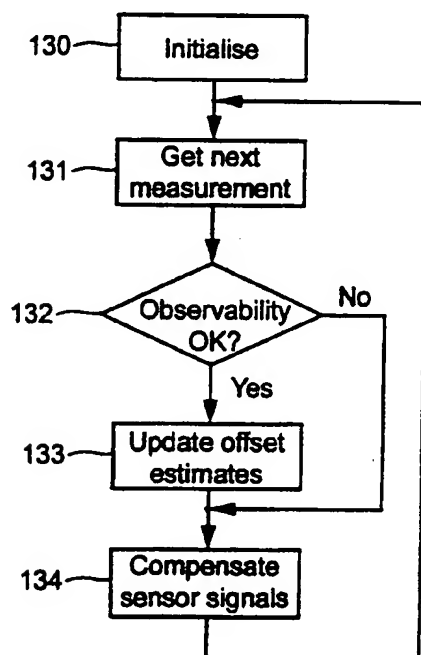 130
Initialise
131
Get next
measurement
132
Observability
OK?
No
Yes
133
Update offset
estimates
134
Compensate
sensor signals